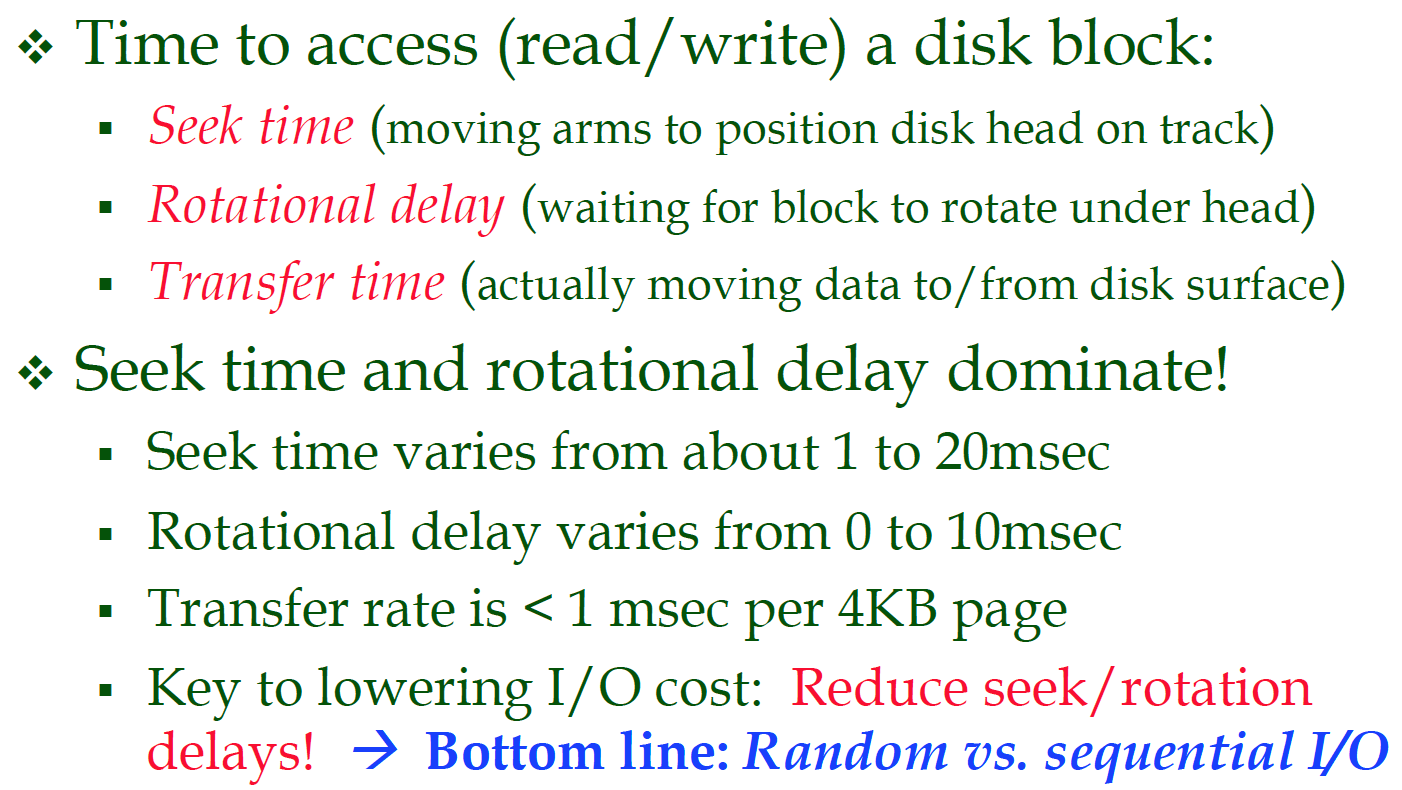 ❖ Time to access (read/write) a disk block:
▪ Seek time (moving arms to position disk head on track)
▪ Rotational delay (waiting for block to rotate under head)
▪ Transfer time (actually moving data to/from disk surface)
❖ Seek time and rotational delay dominate!
▪ Seek time varies from about 1 to 20msec
▪ Rotational delay varies from 0 to 10msec
▪ Transfer rate is < 1 msec per 4KB page
▪ Key to lowering I/O cost: Reduce seek/rotation
delays! → Bottom line: Random vs. sequential I/O